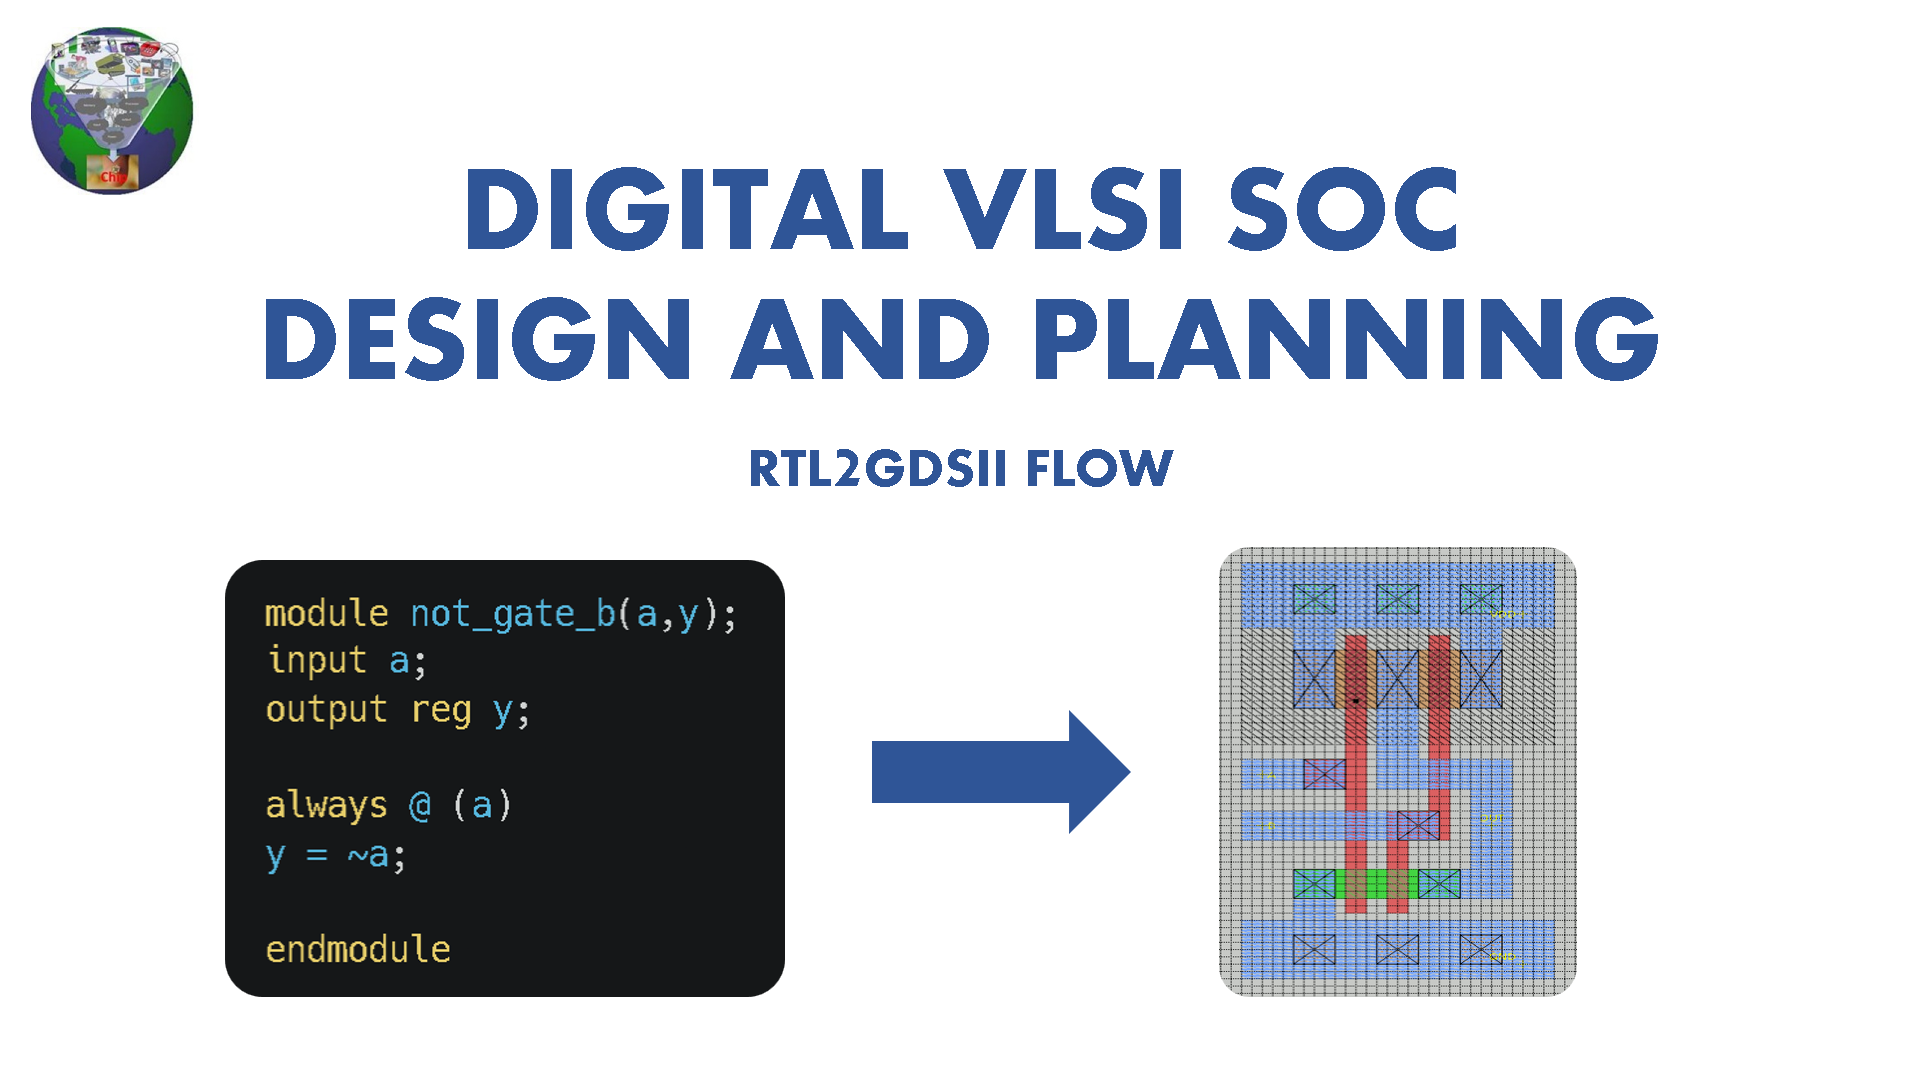 DIGITAL VLSI SOC
DESIGN AND PLANNING
RTL2GDSII FLOW
module not_gate_b(a,y);
input a;
output reg y;
always @ (a)
y = ~a;
endmodule